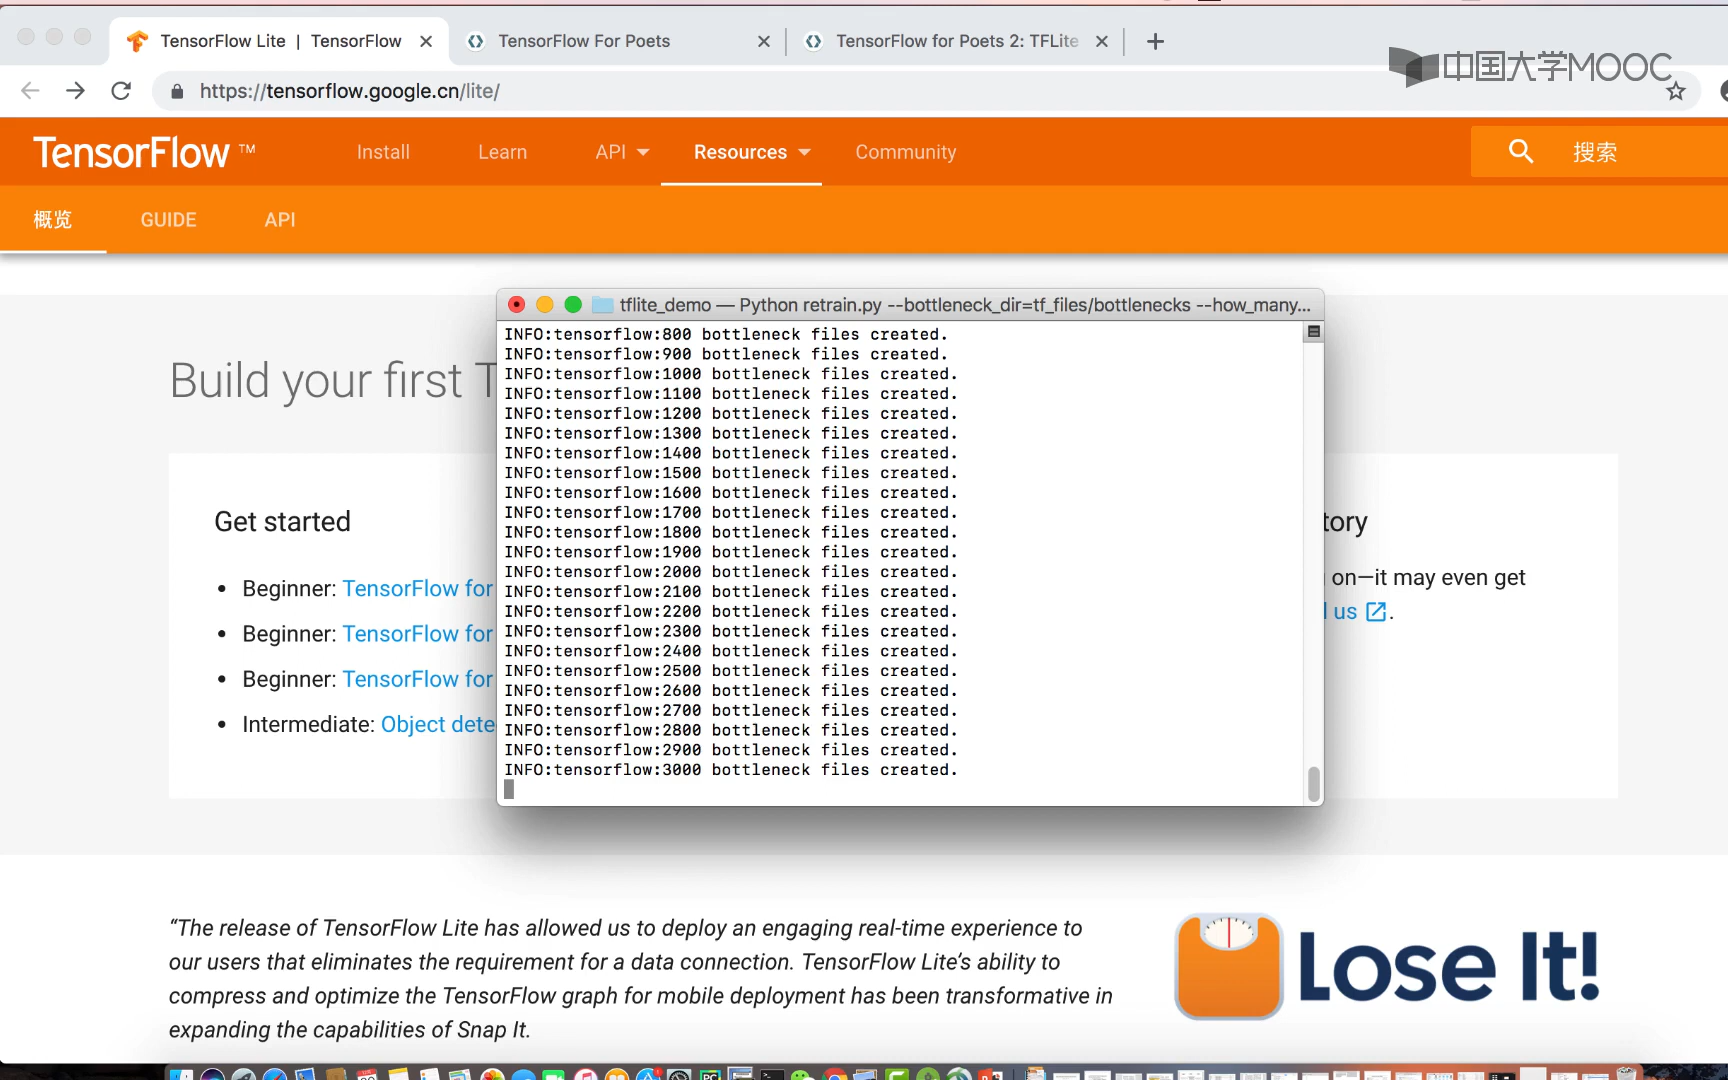 TensorFlow Lite | TensorFlow
TensorFlow For Poets
TensorFlow for Poets 2: TFLite
中国大学MOOC
https://tensorflow.google.cn/lite/
TensorFlow ™
Install
Learn
API
Resources
Community
搜索
概览
GUIDE
API
tflite_demo — Python retrain.py --bottleneck_dir=tf_files/bottlenecks --how_many...
INFO:tensorflow:800 bottleneck files created.
INFO:tensorflow:900 bottleneck files created.
INFO:tensorflow:1000 bottleneck files created.
INFO:tensorflow:1100 bottleneck files created.
INFO:tensorflow:1200 bottleneck files created.
INFO:tensorflow:1300 bottleneck files created.
INFO:tensorflow:1400 bottleneck files created.
INFO:tensorflow:1500 bottleneck files created.
INFO:tensorflow:1600 bottleneck files created.
INFO:tensorflow:1700 bottleneck files created.
INFO:tensorflow:1800 bottleneck files created.
INFO:tensorflow:1900 bottleneck files created.
INFO:tensorflow:2000 bottleneck files created.
INFO:tensorflow:2100 bottleneck files created.
INFO:tensorflow:2200 bottleneck files created.
INFO:tensorflow:2300 bottleneck files created.
INFO:tensorflow:2400 bottleneck files created.
INFO:tensorflow:2500 bottleneck files created.
INFO:tensorflow:2600 bottleneck files created.
INFO:tensorflow:2700 bottleneck files created.
INFO:tensorflow:2800 bottleneck files created.
INFO:tensorflow:2900 bottleneck files created.
INFO:tensorflow:3000 bottleneck files created.
Build your first T
Get started
• Beginner: TensorFlow for
• Beginner: TensorFlow for
• Beginner: TensorFlow for
• Intermediate: Object dete
tory
on—it may even get
us
.
“The release of TensorFlow Lite has allowed us to deploy an engaging real-time experience to
our users that eliminates the requirement for a data connection. TensorFlow Lite’s ability to
compress and optimize the TensorFlow graph for mobile deployment has been transformative in
expanding the capabilities of Snap It.
Lose It!